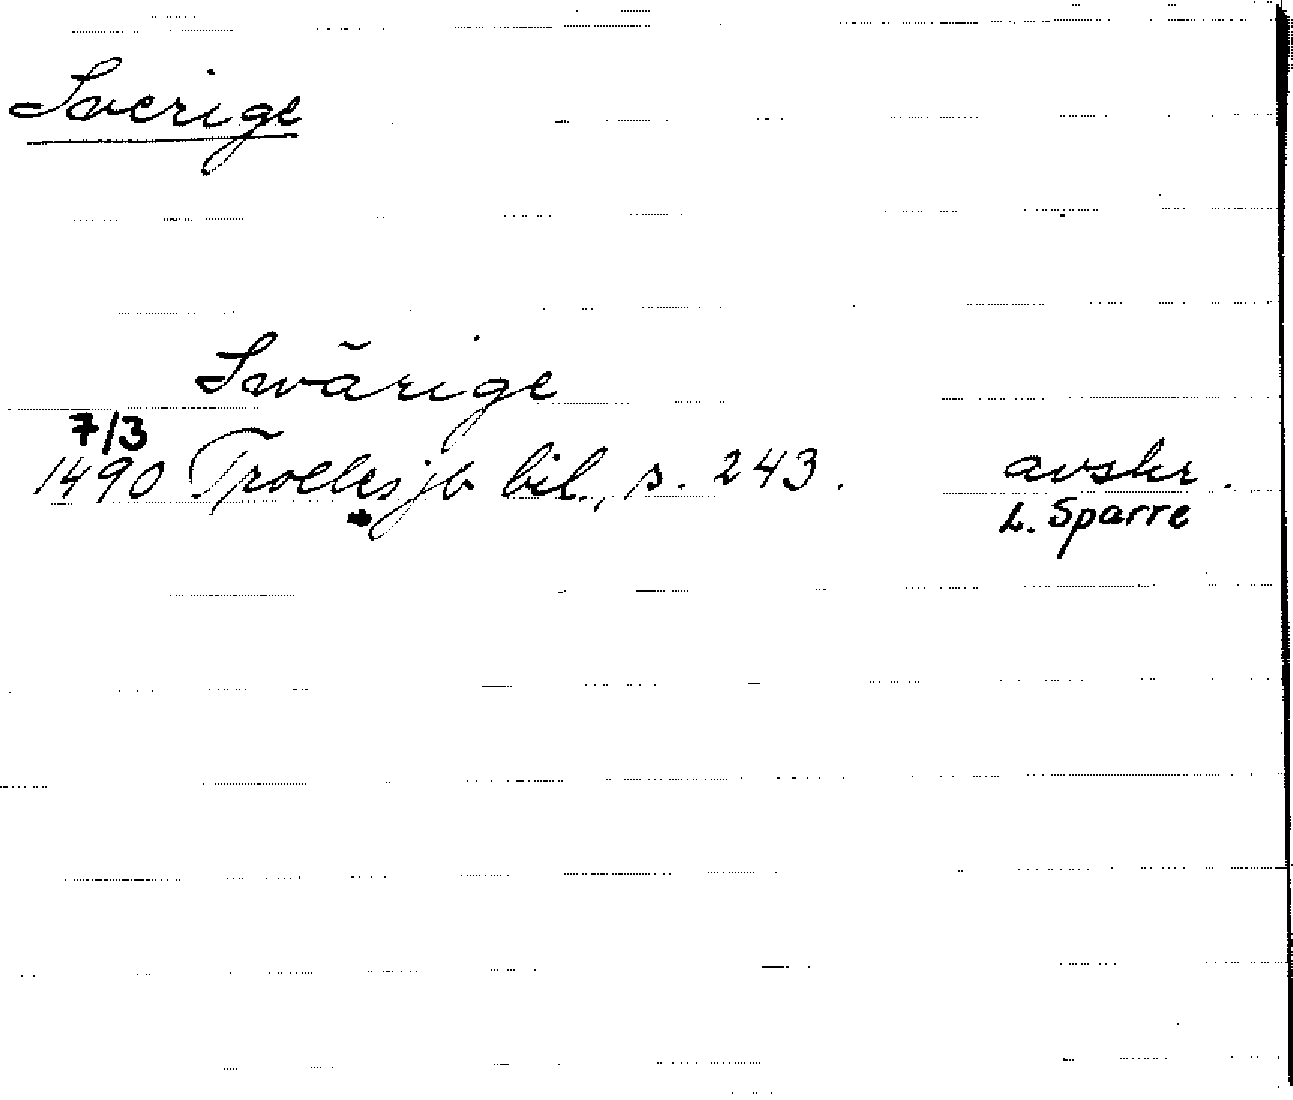 Sverige
Swärige
7/3
1490 Trolles jb bil., s. 243. avskr.
L. Sparre